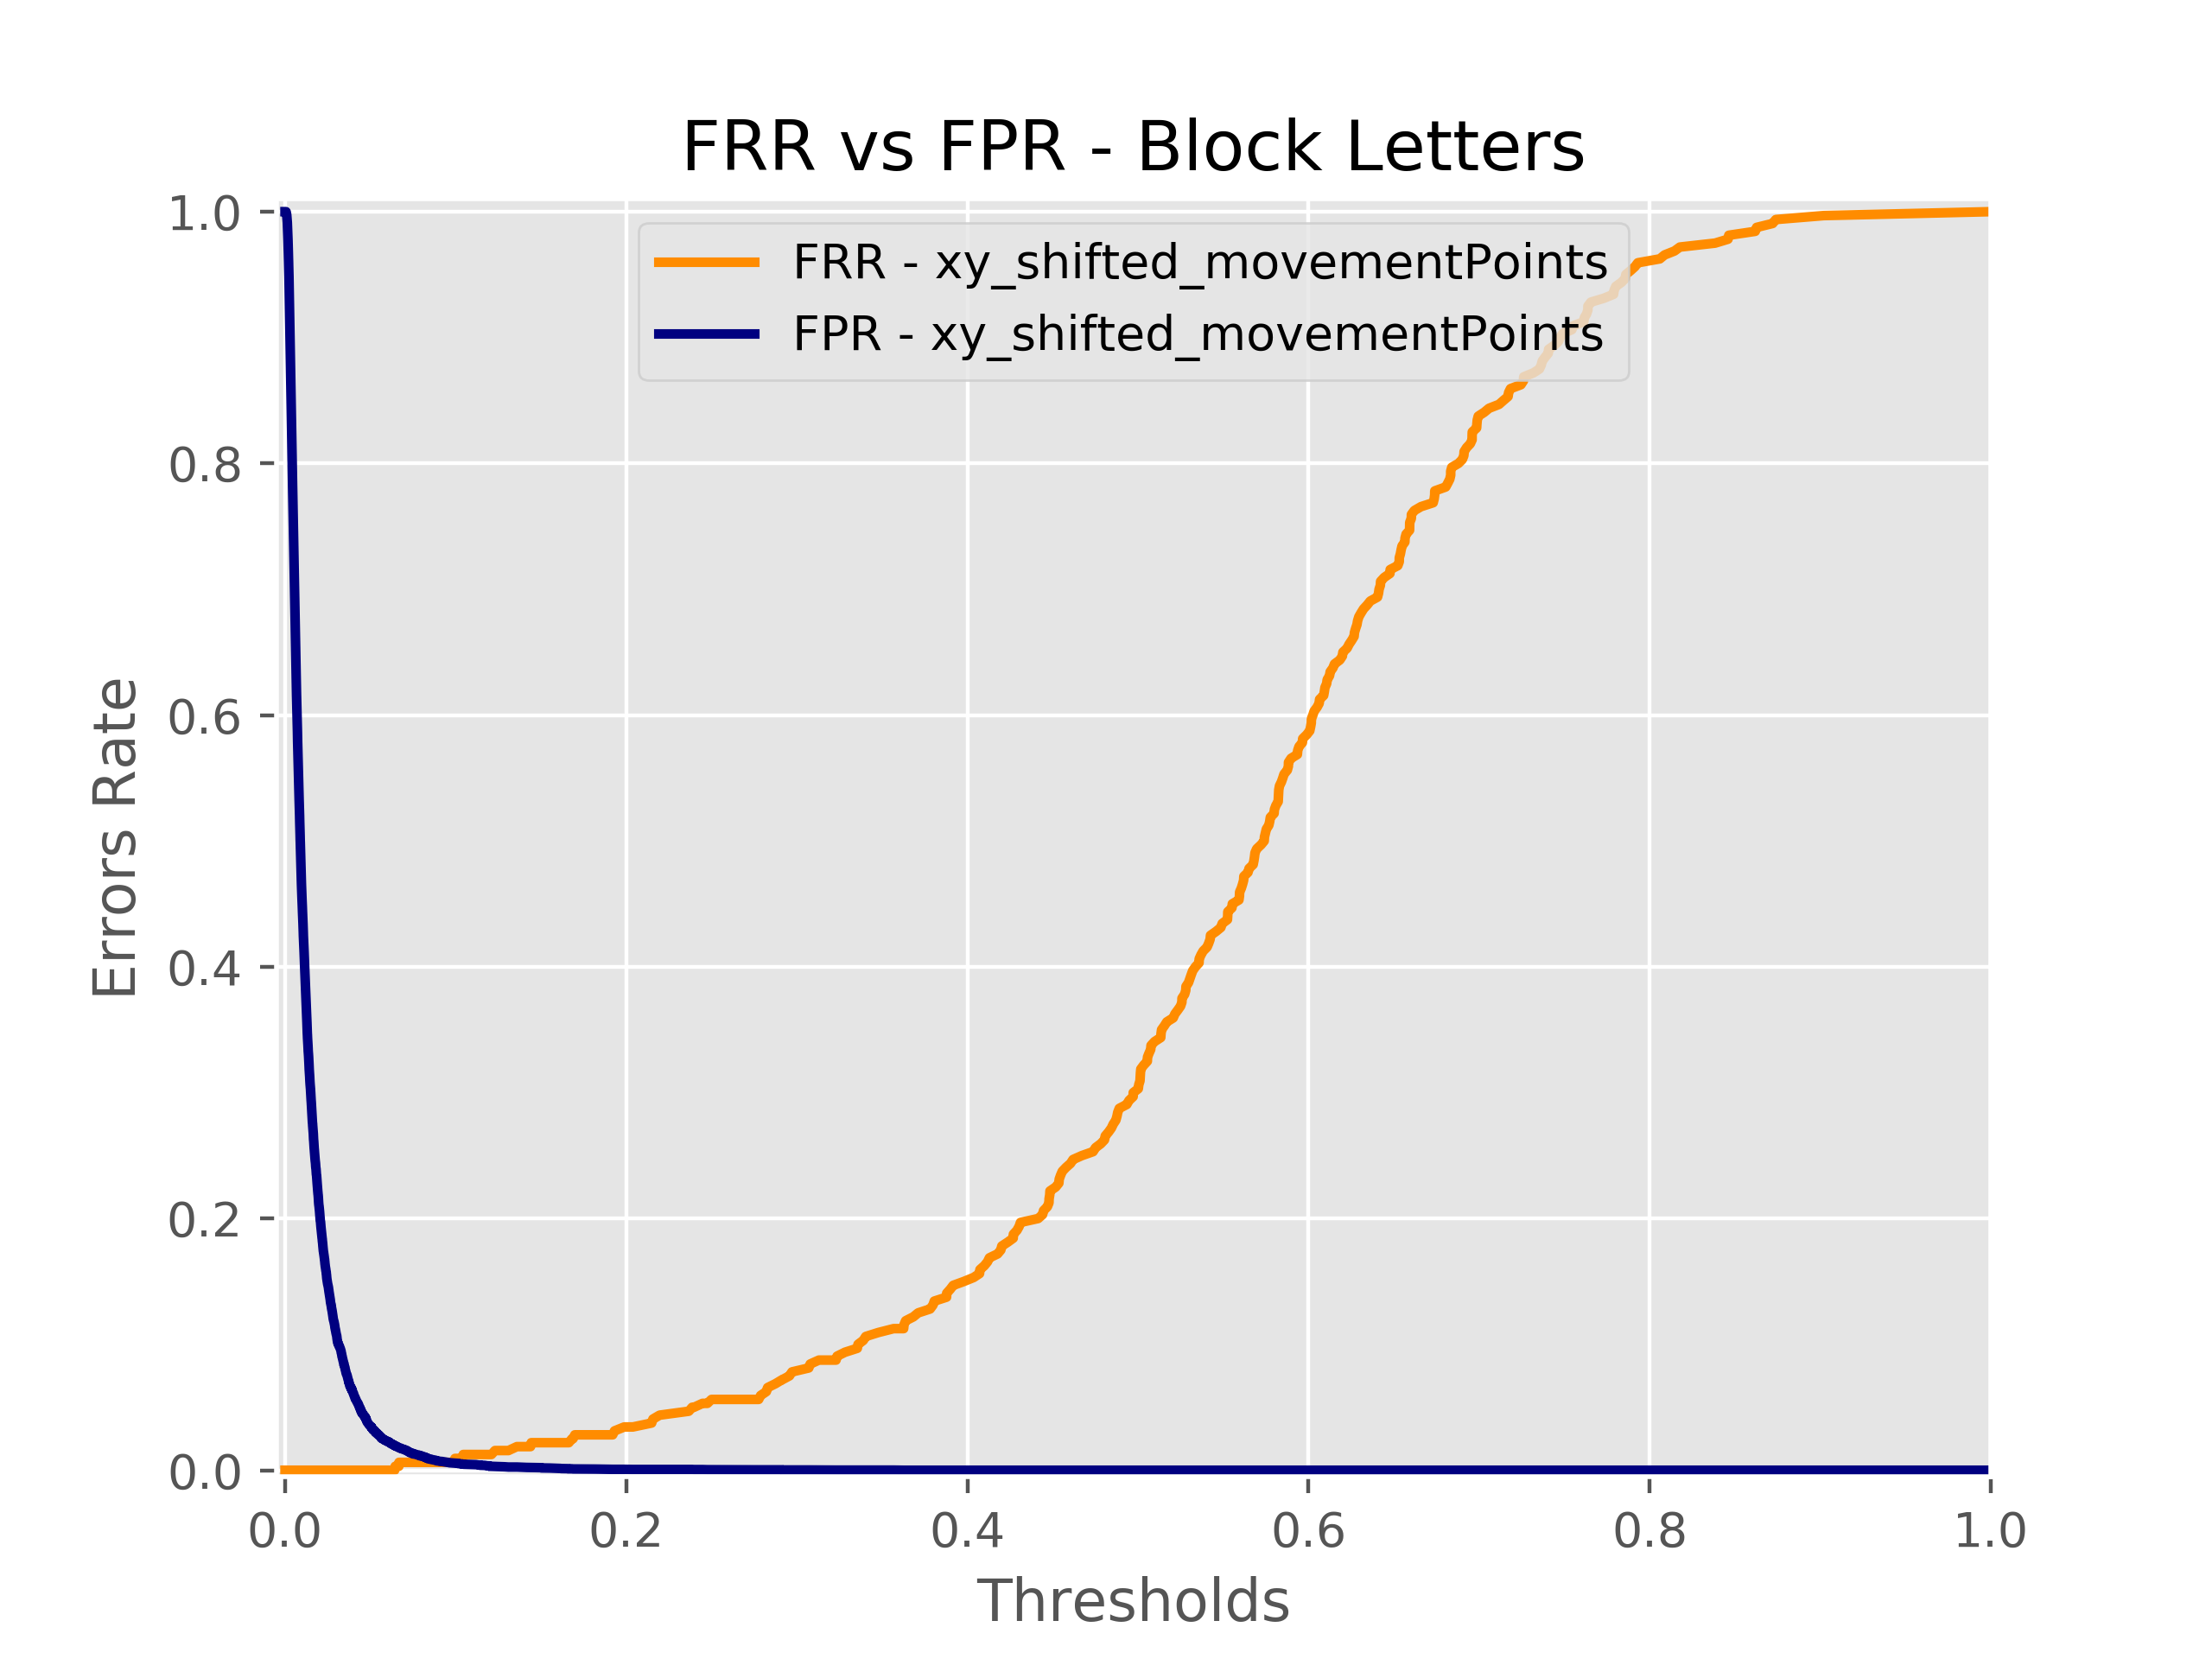 FRR vs FPR - Block Letters
FRR - xy_shifted_movementPoints
FPR - xy_shifted_movementPoints
Errors Rate
1.0
0.8
0.6
0.4
0.2
0.0
0.0 0.2 0.4 0.6 0.8 1.0
Thresholds